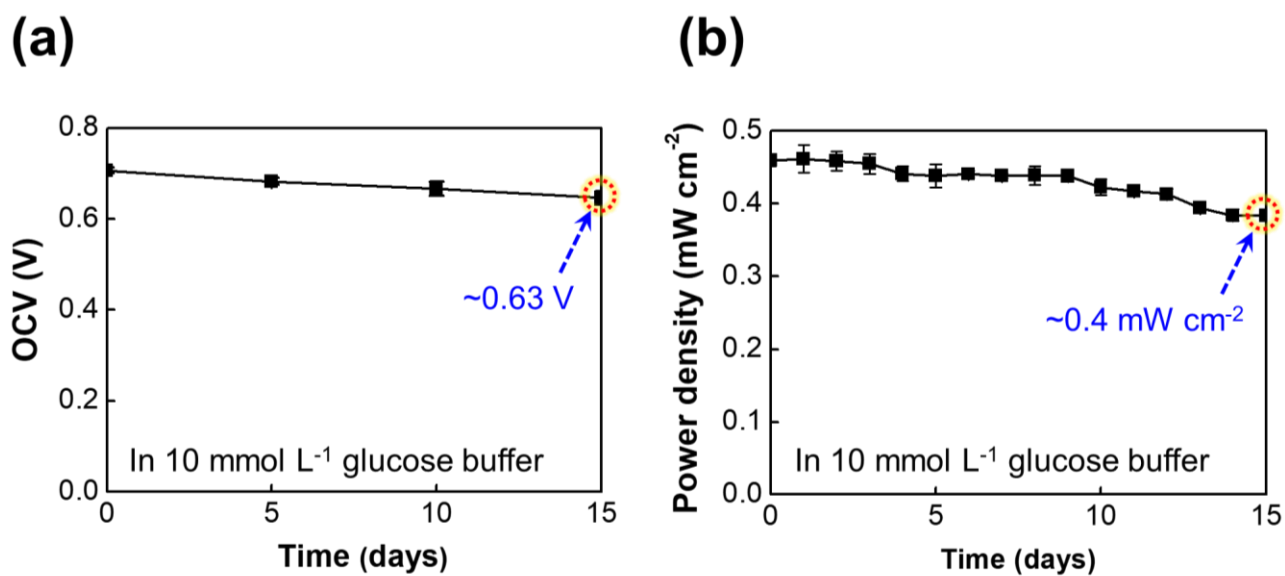 (a)
OCV (V)
0.8
0.6
0.4
0.2
0.0
~0.63 V
In 10 mmol L⁻¹ glucose buffer
0 5 10 15
Time (days)
(b)
Power density (mW cm⁻²)
0.5
0.4
0.3
0.2
0.1
0.0
~0.4 mW cm⁻²
In 10 mmol L⁻¹ glucose buffer
0 5 10 15
Time (days)